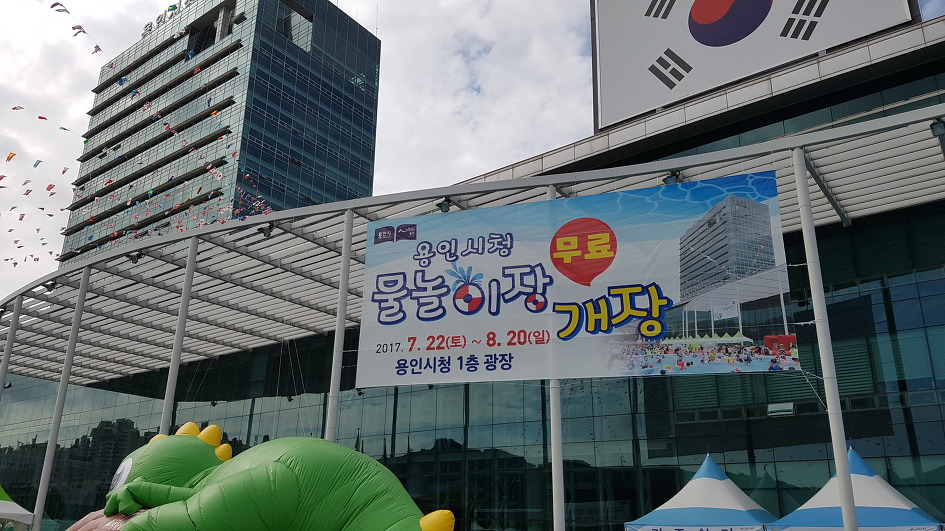 용인시청
무료
물놀이장
개장
2017. 7. 22(토) ~ 8. 20(일)
용인시청 1층 광장